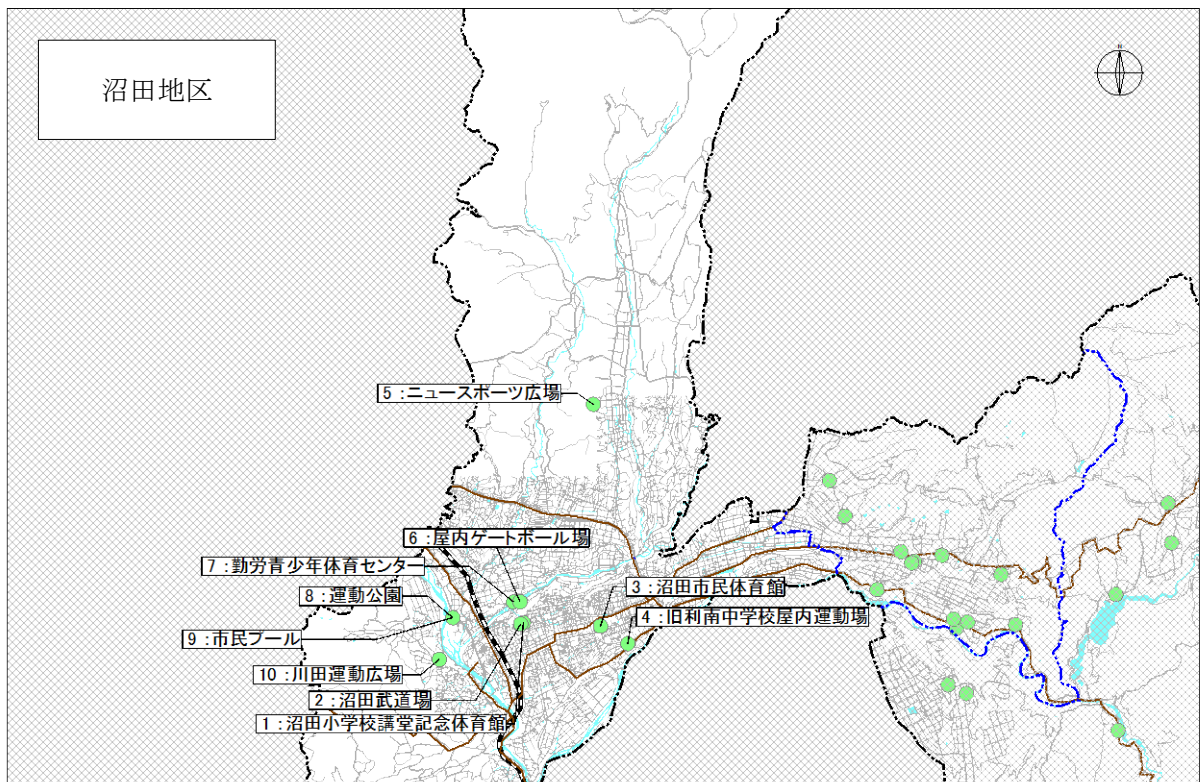 沼田地区
N
5:ニュースポーツ広場
6:屋内ゲートボール場
7:勤労青少年体育センター
3:沼田市民体育館
8:運動公園
4:旧利南中学校屋内運動場
9:市民プール
10:川田運動広場
2:沼田武道場
1:沼田小学校講堂記念体育館